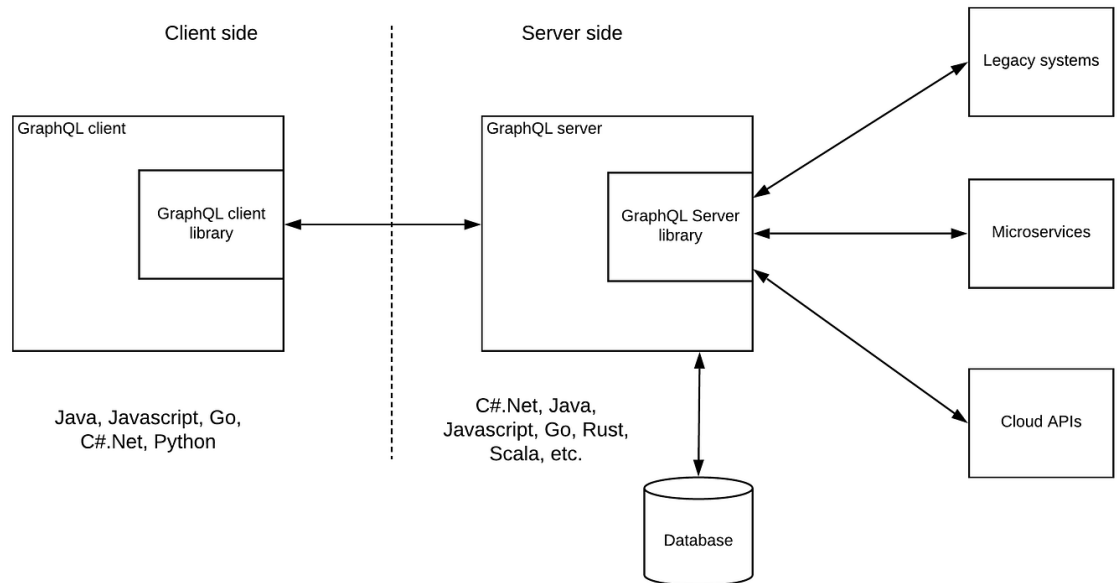 Client side
Server side
Legacy systems
GraphQL client
GraphQL server
GraphQL client
library
GraphQL Server
library
Microservices
Java, Javascript, Go,
C#.Net, Python
C#.Net, Java,
Javascript, Go, Rust,
Scala, etc.
Cloud APIs
Database